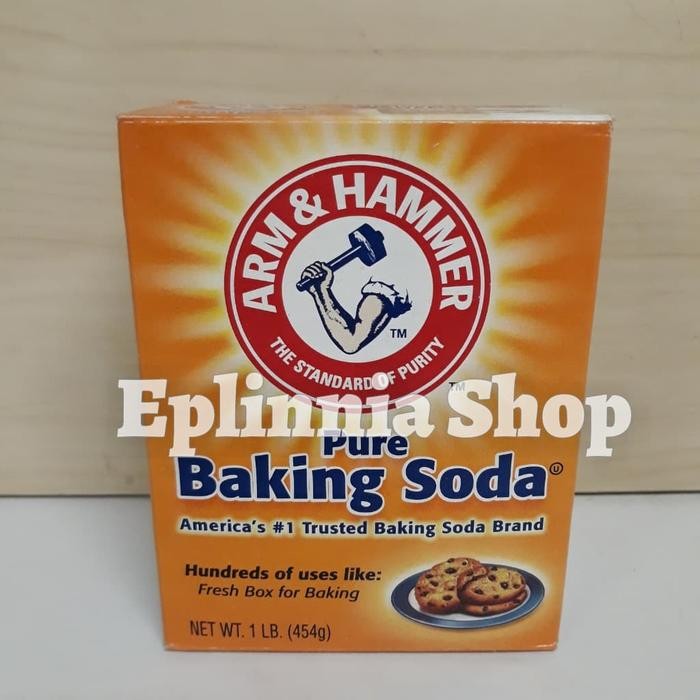 ARM & HAMMER
THE STANDARD OF PURITY
TM
TM
Eplinnia Shop
Pure
Baking Soda Ⓤ
America's #1 Trusted Baking Soda Brand
Hundreds of uses like:
Fresh Box for Baking
NET WT. 1 LB. (454g)